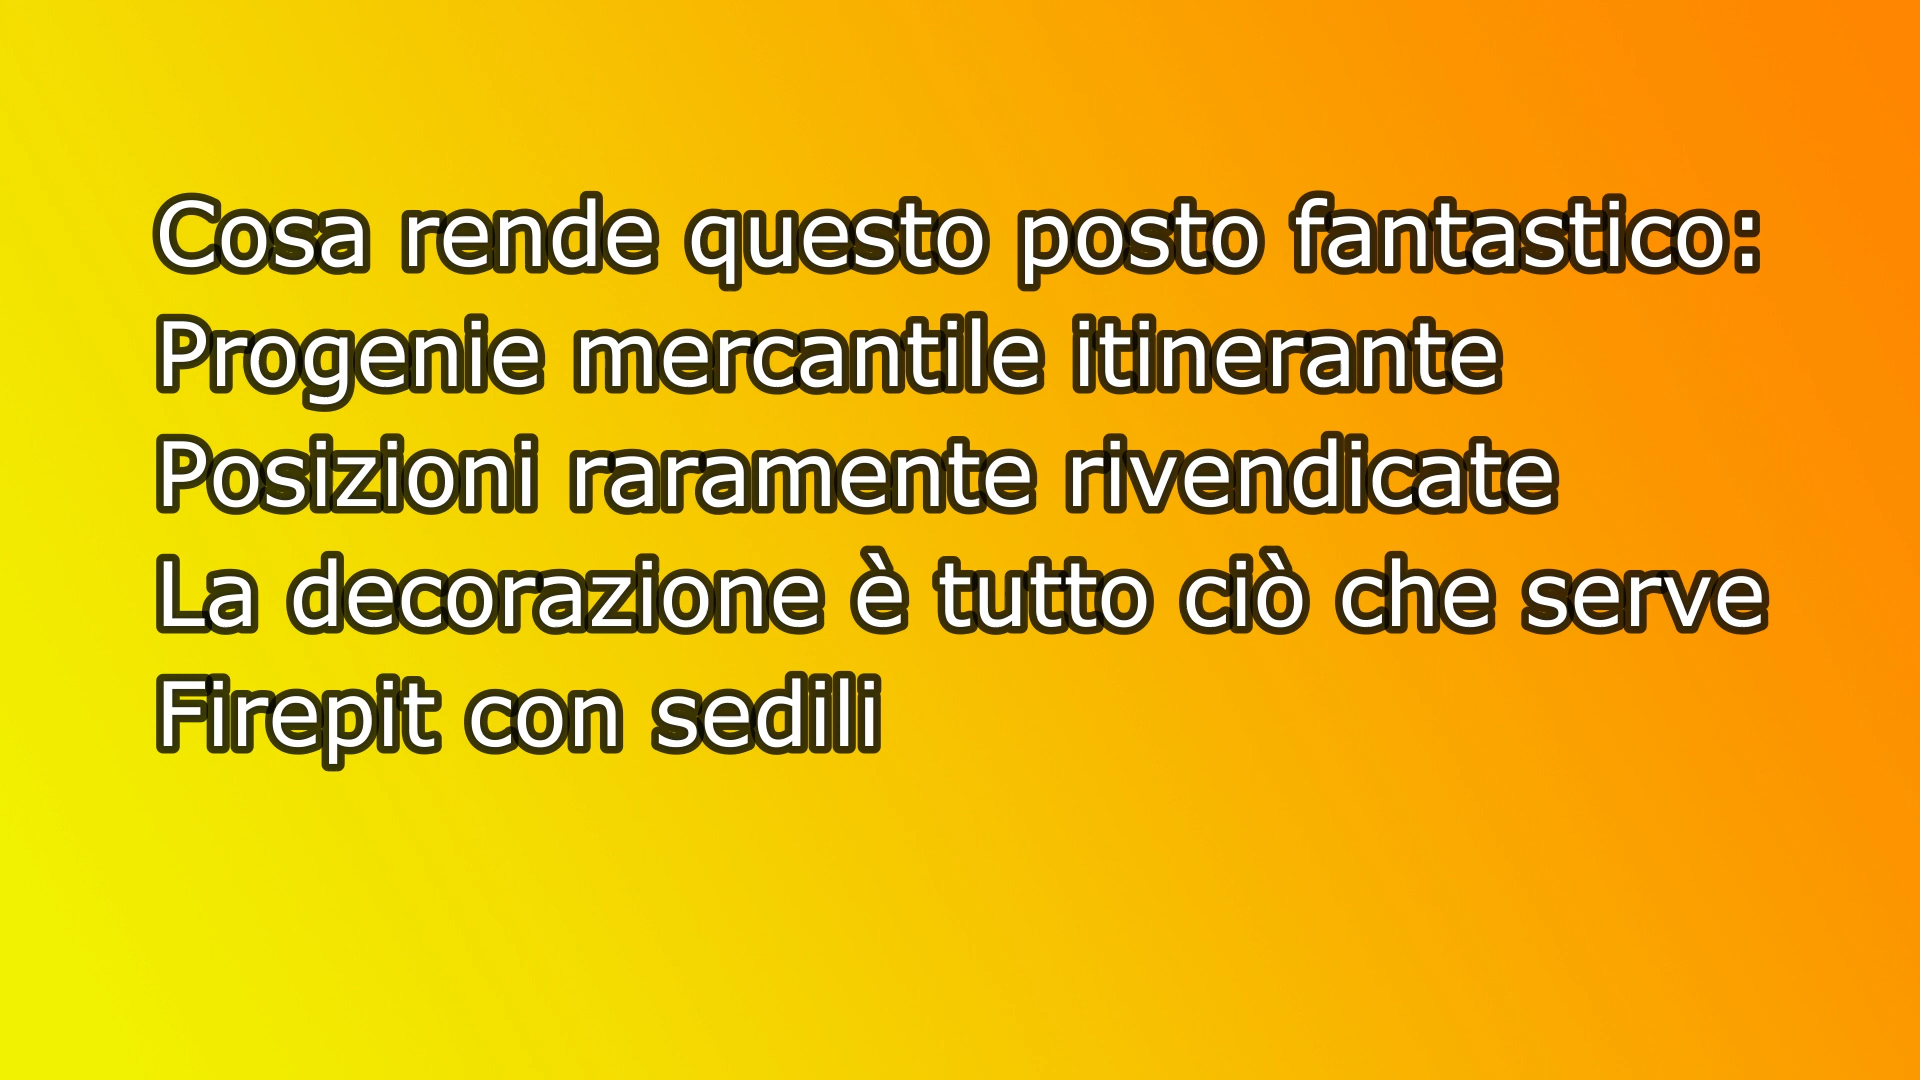 Cosa rende questo posto fantastico:
Progenie mercantile itinerante
Posizioni raramente rivendicate
La decorazione è tutto ciò che serve
Firepit con sedili